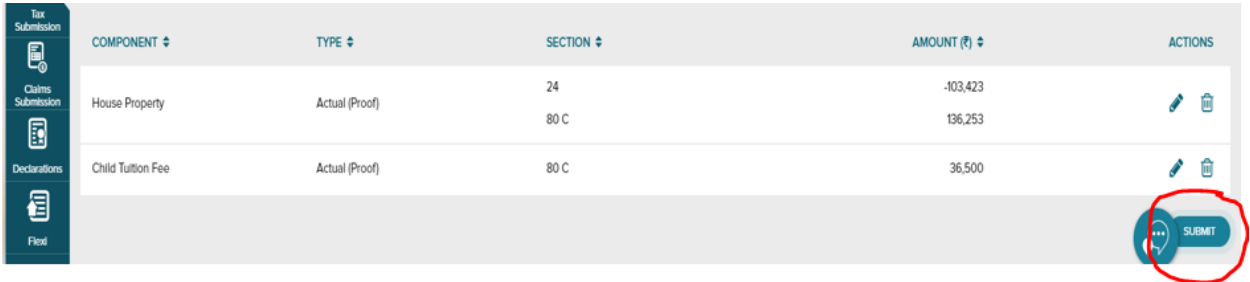 Tax
Submission
Claims
Submission
Declarations
Flexi
COMPONENT TYPE SECTION AMOUNT (₹) ACTIONS
House Property Actual (Proof) 24 -103,423
80 C 136,253
Child Tuition Fee Actual (Proof) 80 C 36,500
SUBMIT